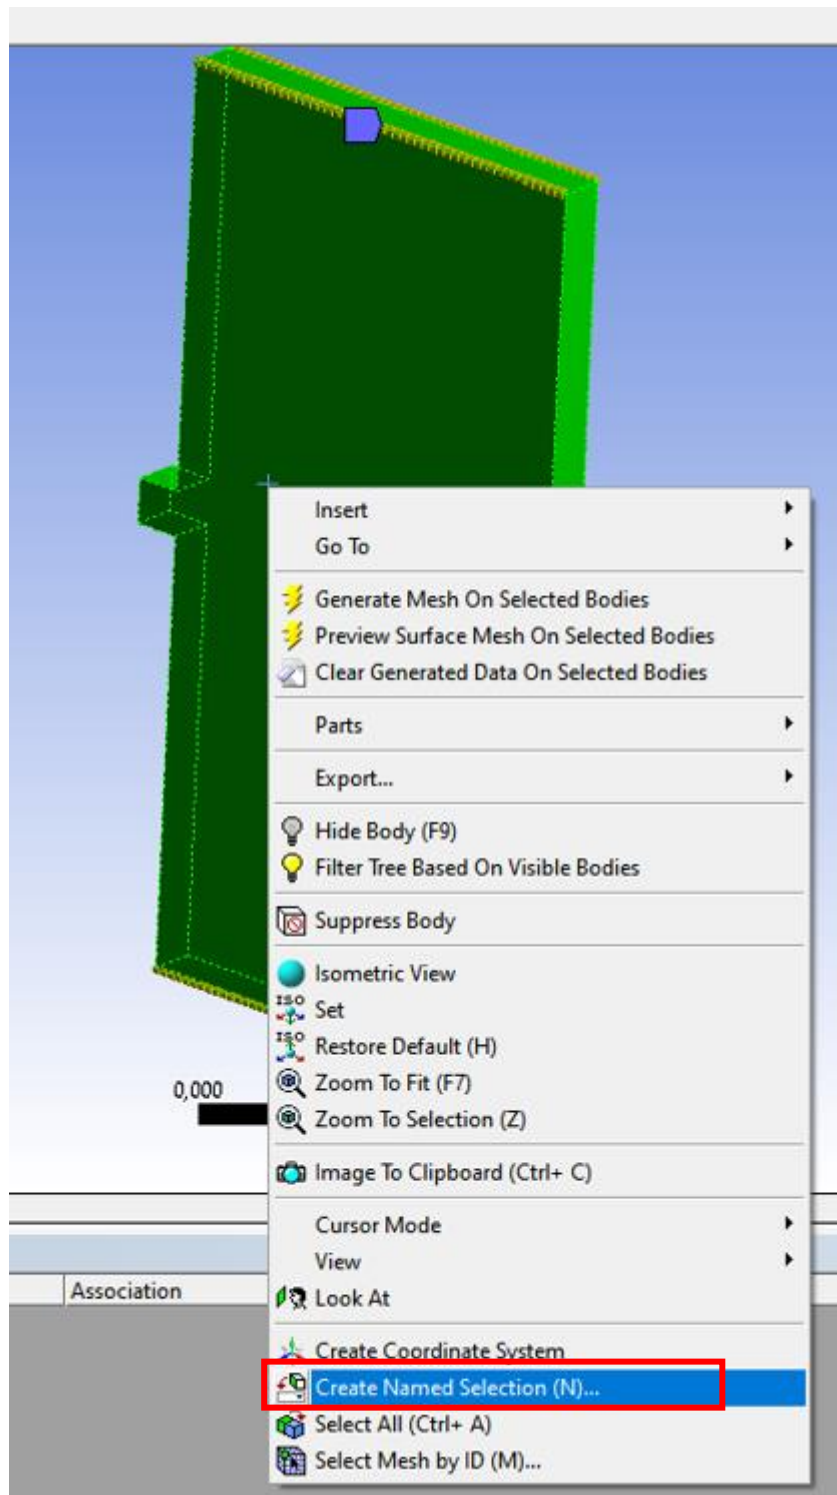 Insert
Go To
Generate Mesh On Selected Bodies
Preview Surface Mesh On Selected Bodies
Clear Generated Data On Selected Bodies
Parts
Export...
Hide Body (F9)
Filter Tree Based On Visible Bodies
Suppress Body
Isometric View
ISO Set
ISO Restore Default (H)
0,000
Zoom To Fit (F7)
Zoom To Selection (Z)
Image To Clipboard (Ctrl+ C)
Cursor Mode
View
Association
Look At
Create Coordinate System
Create Named Selection (N)...
Select All (Ctrl+ A)
Select Mesh by ID (M)...